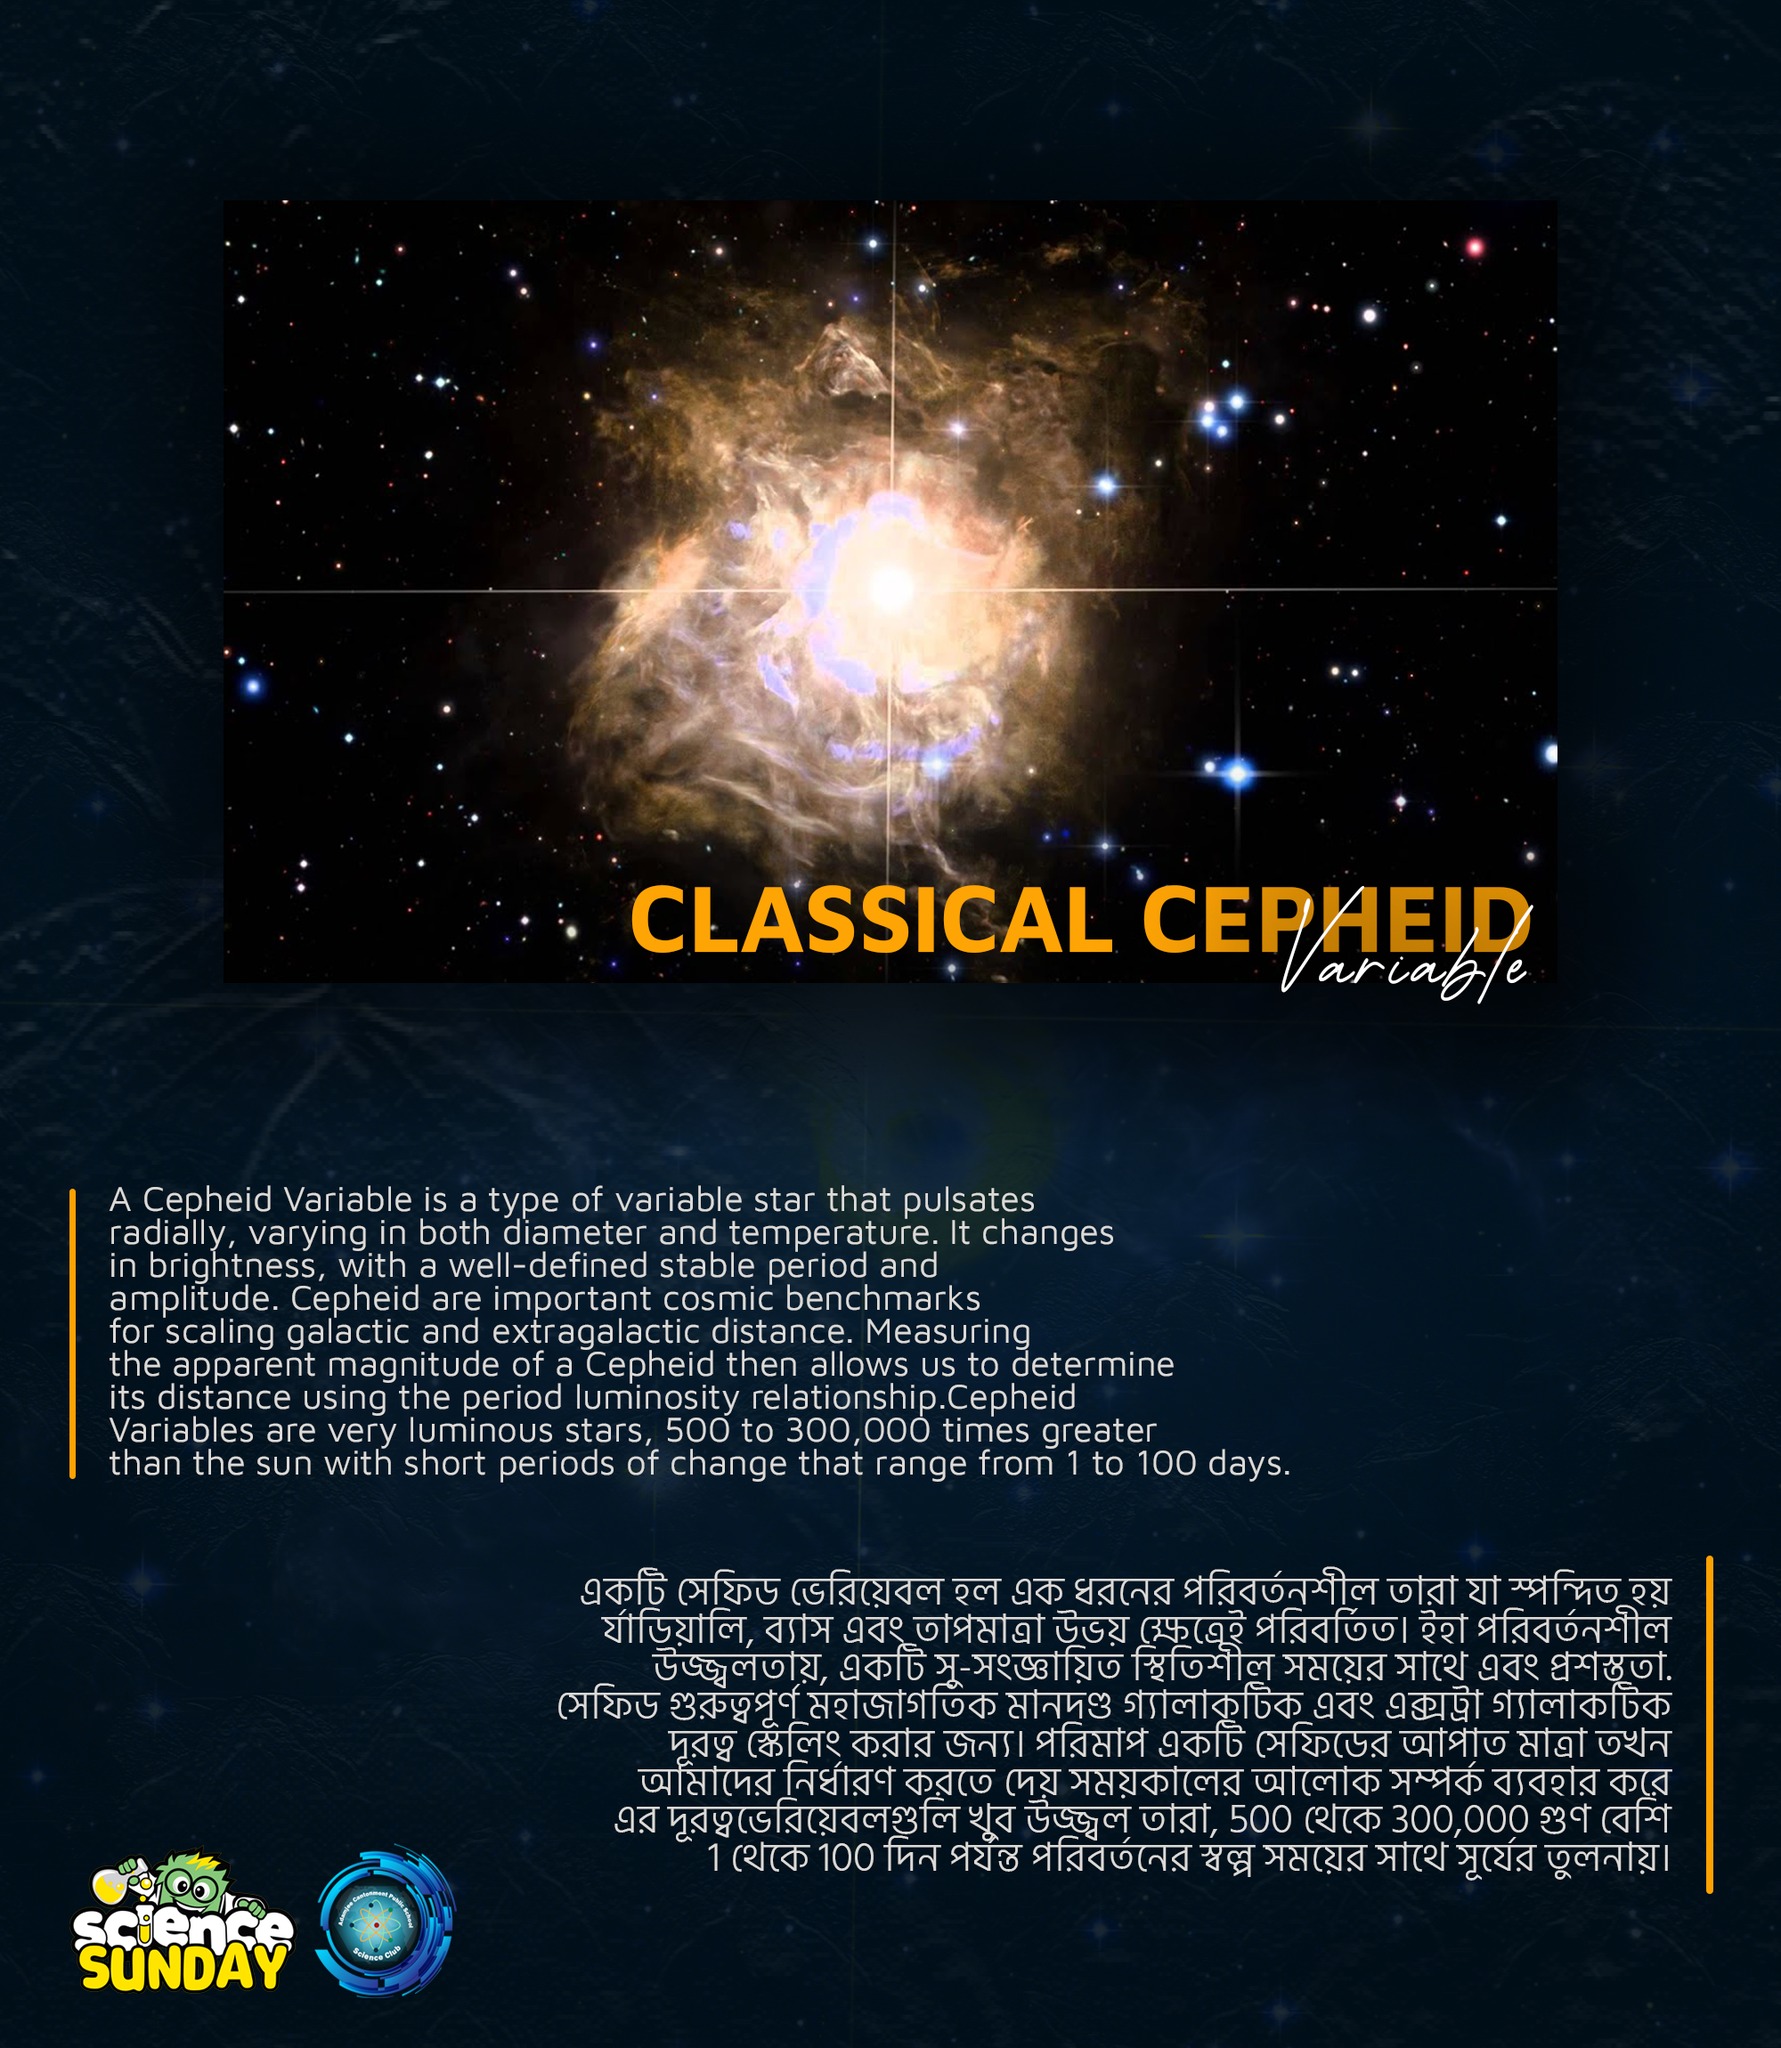 CLASSICAL CEPHEID
Variable
A Cepheid Variable is a type of variable star that pulsates
radially, varying in both diameter and temperature. It changes
in brightness, with a well-defined stable period and
amplitude. Cepheid are important cosmic benchmarks
for scaling galactic and extragalactic distance. Measuring
the apparent magnitude of a Cepheid then allows us to determine
its distance using the period luminosity relationship.Cepheid
Variables are very luminous stars, 500 to 300,000 times greater
than the sun with short periods of change that range from 1 to 100 days.
একটি সেফিড ভেরিয়েবল হল এক ধরনের পরিবর্তনশীল তারা যা স্পন্দিত হয়
র্যাডিয়ালি, ব্যাস এবং তাপমাত্রা উভয় ক্ষেত্রেই পরিবর্তিত। ইহা পরিবর্তনশীল
উজ্জ্বলতায়, একটি সু-সংজ্ঞায়িত স্থিতিশীল সময়ের সাথে এবং প্রশস্ততা.
সেফিড গুরুত্বপূর্ণ মহাজাগতিক মানদণ্ড গ্যালাকটিক এবং এক্সট্রা গ্যালাকটিক
দূরত্ব স্কেলিং করার জন্য। পরিমাপ একটি সেফিডের আপাত মাত্রা তখন
আমাদের নির্ধারণ করতে দেয় সময়কালের আলোক সম্পর্ক ব্যবহার করে
এর দূরত্বভেরিয়েবলগুলি খুব উজ্জ্বল তারা, 500 থেকে 300,000 গুণ বেশি
1 থেকে 100 দিন পর্যন্ত পরিবর্তনের স্বল্প সময়ের সাথে সূর্যের তুলনায়।
science
SUNDAY
Adamjee Cantonment Public School
Science Club